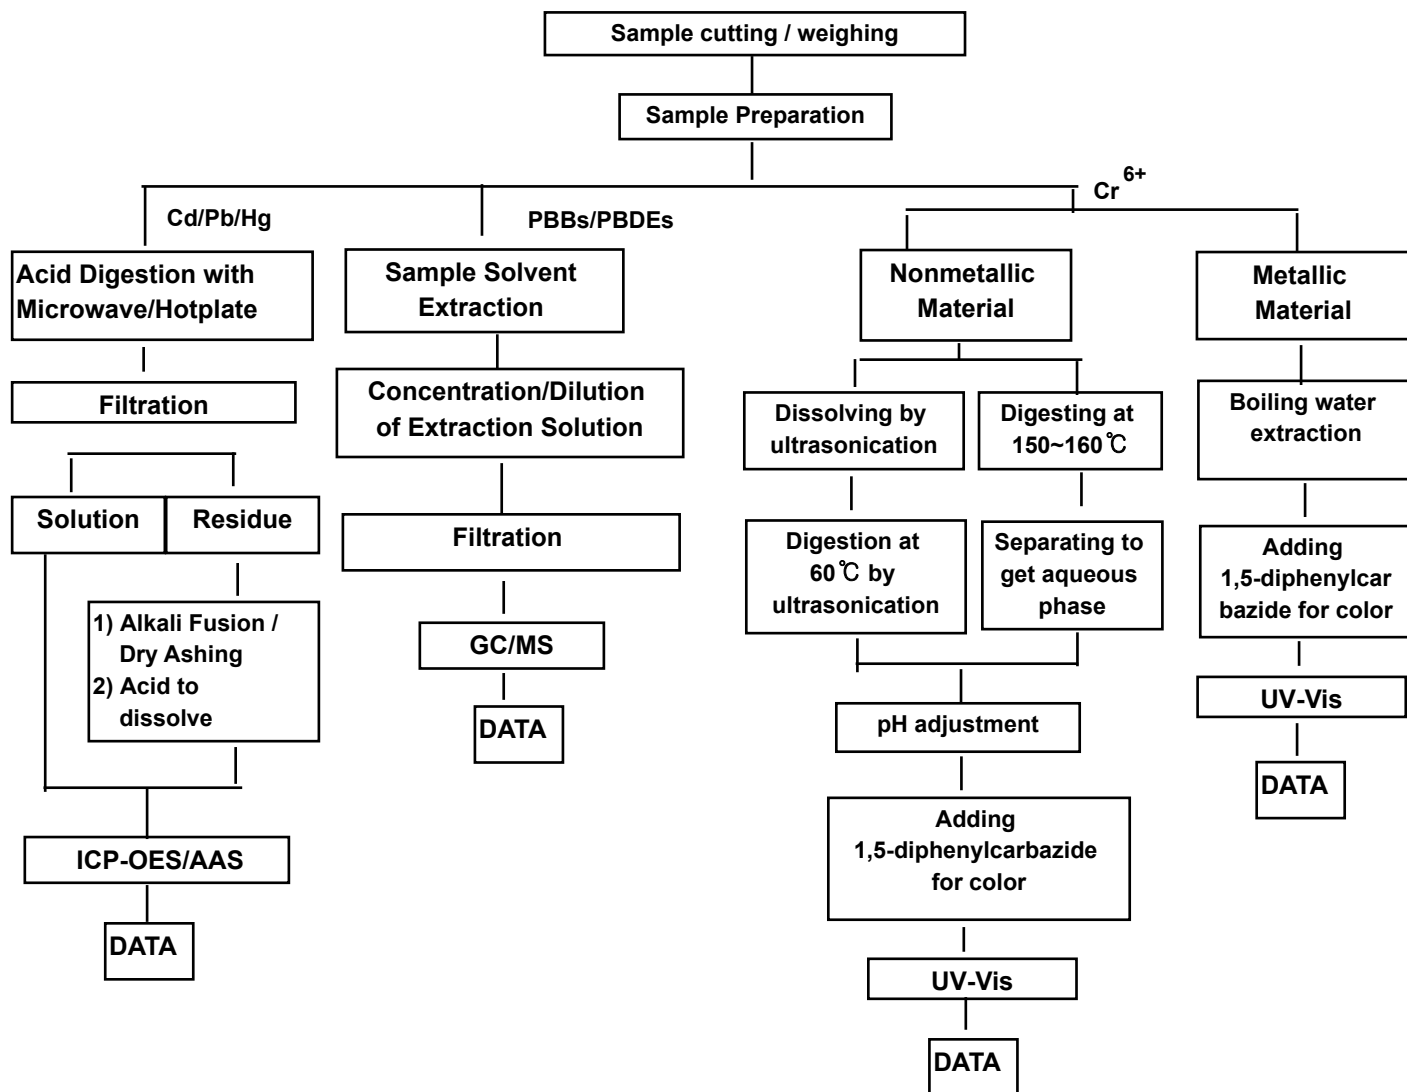 Sample cutting / weighing
Sample Preparation
Cd/Pb/Hg
PBBs/PBDEs
Cr 6+
Acid Digestion with
Microwave/Hotplate
Filtration
Solution
Residue
1) Alkali Fusion /
Dry Ashing
2) Acid to
dissolve
ICP-OES/AAS
DATA
Sample Solvent
Extraction
Concentration/Dilution
of Extraction Solution
Filtration
GC/MS
DATA
Nonmetallic
Material
Dissolving by
ultrasonication
Digestion at
60℃ by
ultrasonication
Digesting at
150~160℃
Separating to
get aqueous
phase
pH adjustment
Adding
1,5-diphenylcarbazide
for color
UV-Vis
DATA
Metallic
Material
Boiling water
extraction
Adding
1,5-diphenylcar
bazide for color
UV-Vis
DATA